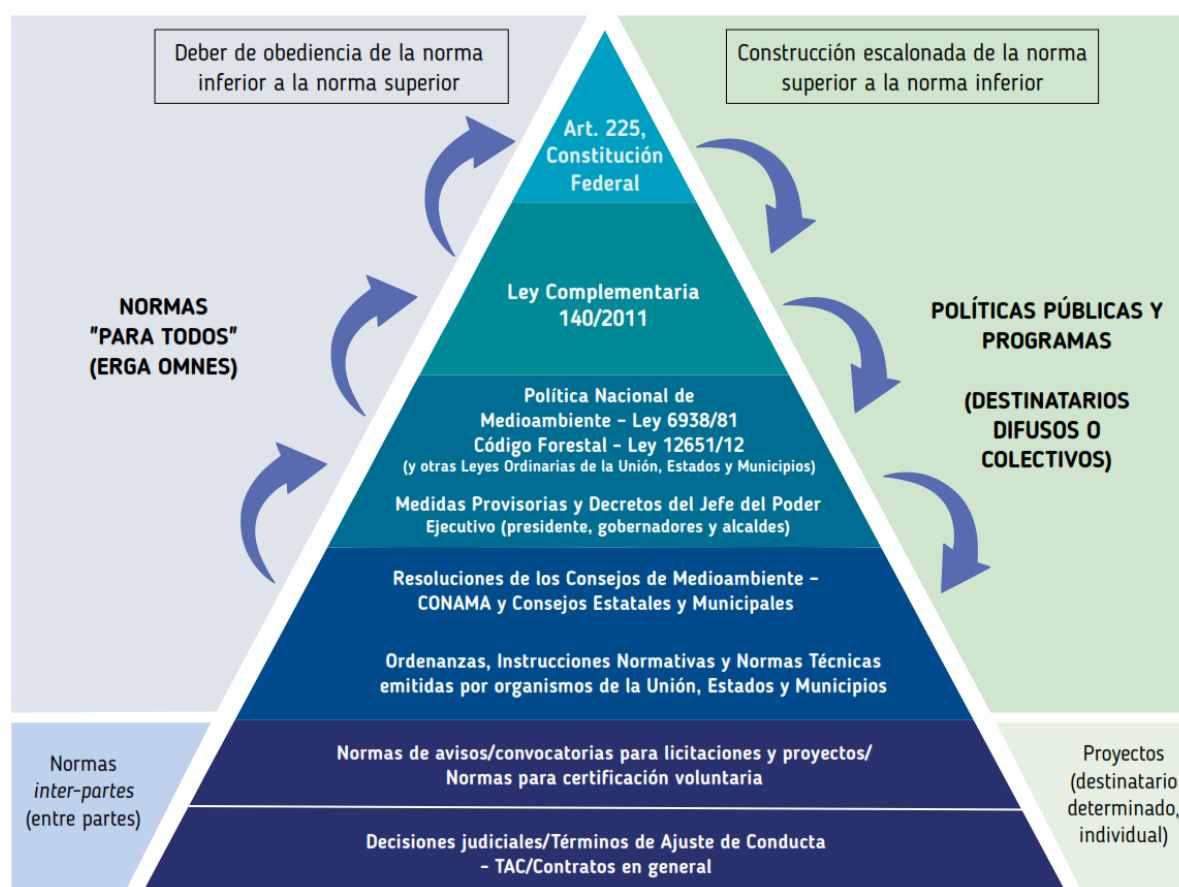 Deber de obediencia de la norma
inferior a la norma superior
Construcción escalonada de la norma
superior a la norma inferior
Art. 225,
Constitución
Federal
Ley Complementaria
140/2011
NORMAS
"PARA TODOS"
(ERGA OMNES)
POLÍTICAS PÚBLICAS Y
PROGRAMAS
(DESTINATARIOS
DIFUSOS O
COLECTIVOS)
Política Nacional de
Medioambiente – Ley 6938/81
Código Forestal – Ley 12651/12
(y otras Leyes Ordinarias de la Unión, Estados y Municipios)
Medidas Provisorias y Decretos del Jefe del Poder
Ejecutivo (presidente, gobernadores y alcaldes)
Resoluciones de los Consejos de Medioambiente –
CONAMA y Consejos Estatales y Municipales
Ordenanzas, Instrucciones Normativas y Normas Técnicas
emitidas por organismos de la Unión, Estados y Municipios
Normas
inter-partes
(entre partes)
Normas de avisos/convocatorias para licitaciones y proyectos/
Normas para certificación voluntaria
Decisiones judiciales/Términos de Ajuste de Conducta
– TAC/Contratos en general
Proyectos
(destinatario
determinado,
individual)